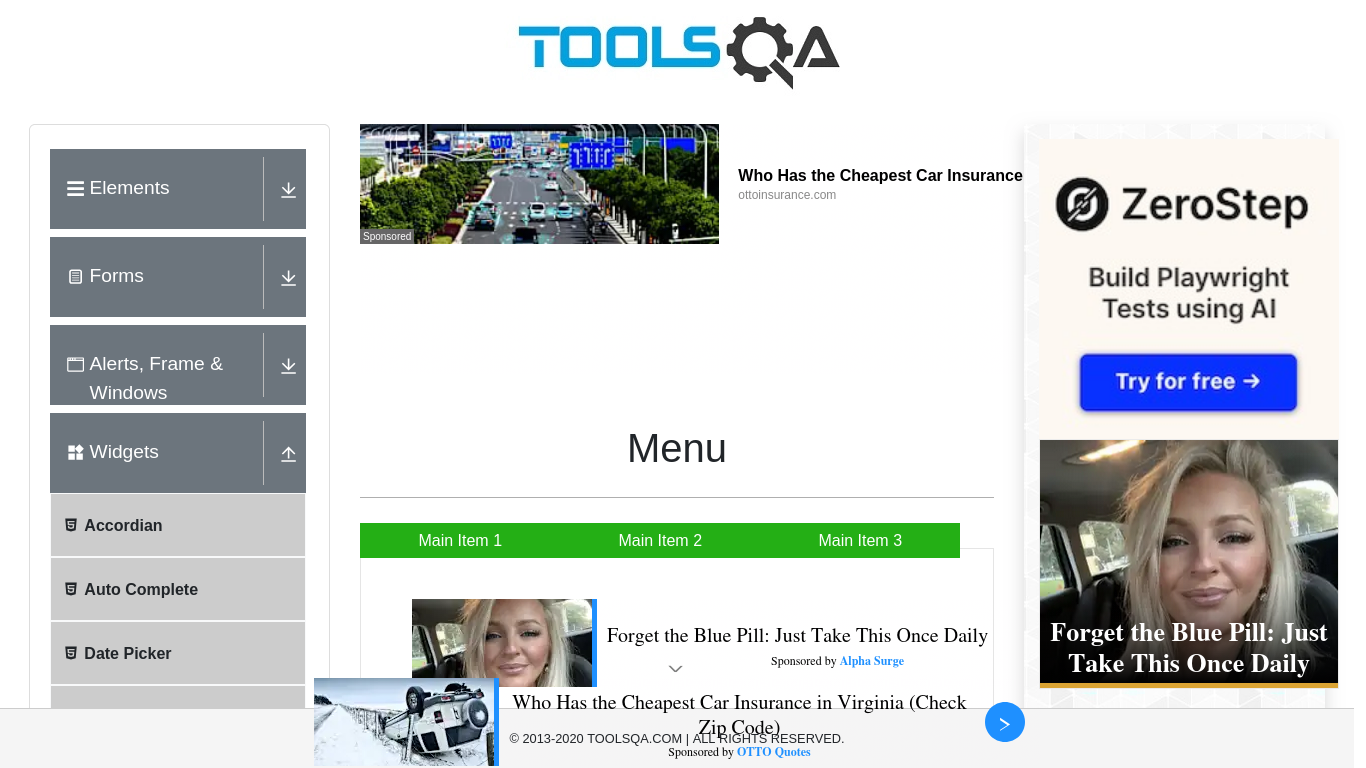 TOOLSQA
Elements
Forms
Alerts, Frame &
Windows
Widgets
Accordian
Auto Complete
Date Picker
Sponsored
Who Has the Cheapest Car Insurance
ottoinsurance.com
Menu
Main Item 1
Main Item 2
Main Item 3
Forget the Blue Pill: Just Take This Once Daily
Sponsored by Alpha Surge
Who Has the Cheapest Car Insurance in Virginia (Check
Zip Code)
Sponsored by OTTO Quotes
© 2013-2020 TOOLSQA.COM | ALL RIGHTS RESERVED.
ZeroStep
Build Playwright
Tests using AI
Try for free →
Forget the Blue Pill: Just
Take This Once Daily